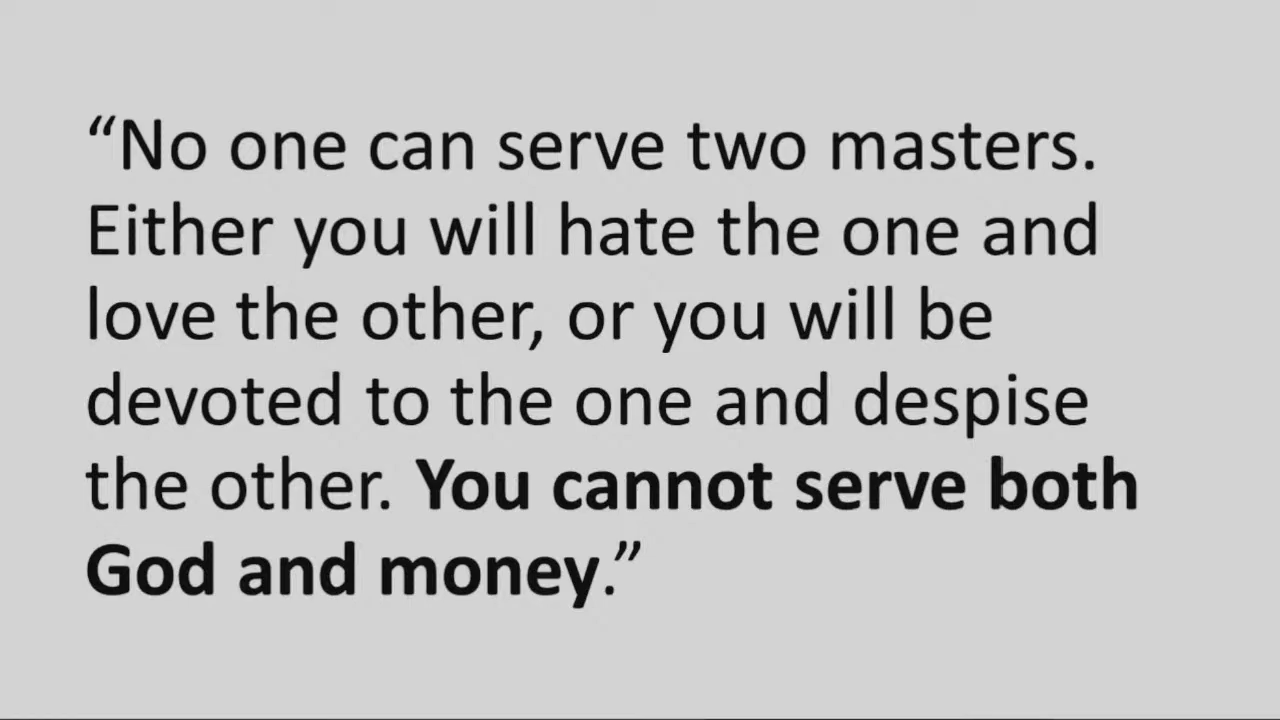 “No one can serve two masters.
Either you will hate the one and
love the other, or you will be
devoted to the one and despise
the other. You cannot serve both
God and money.”